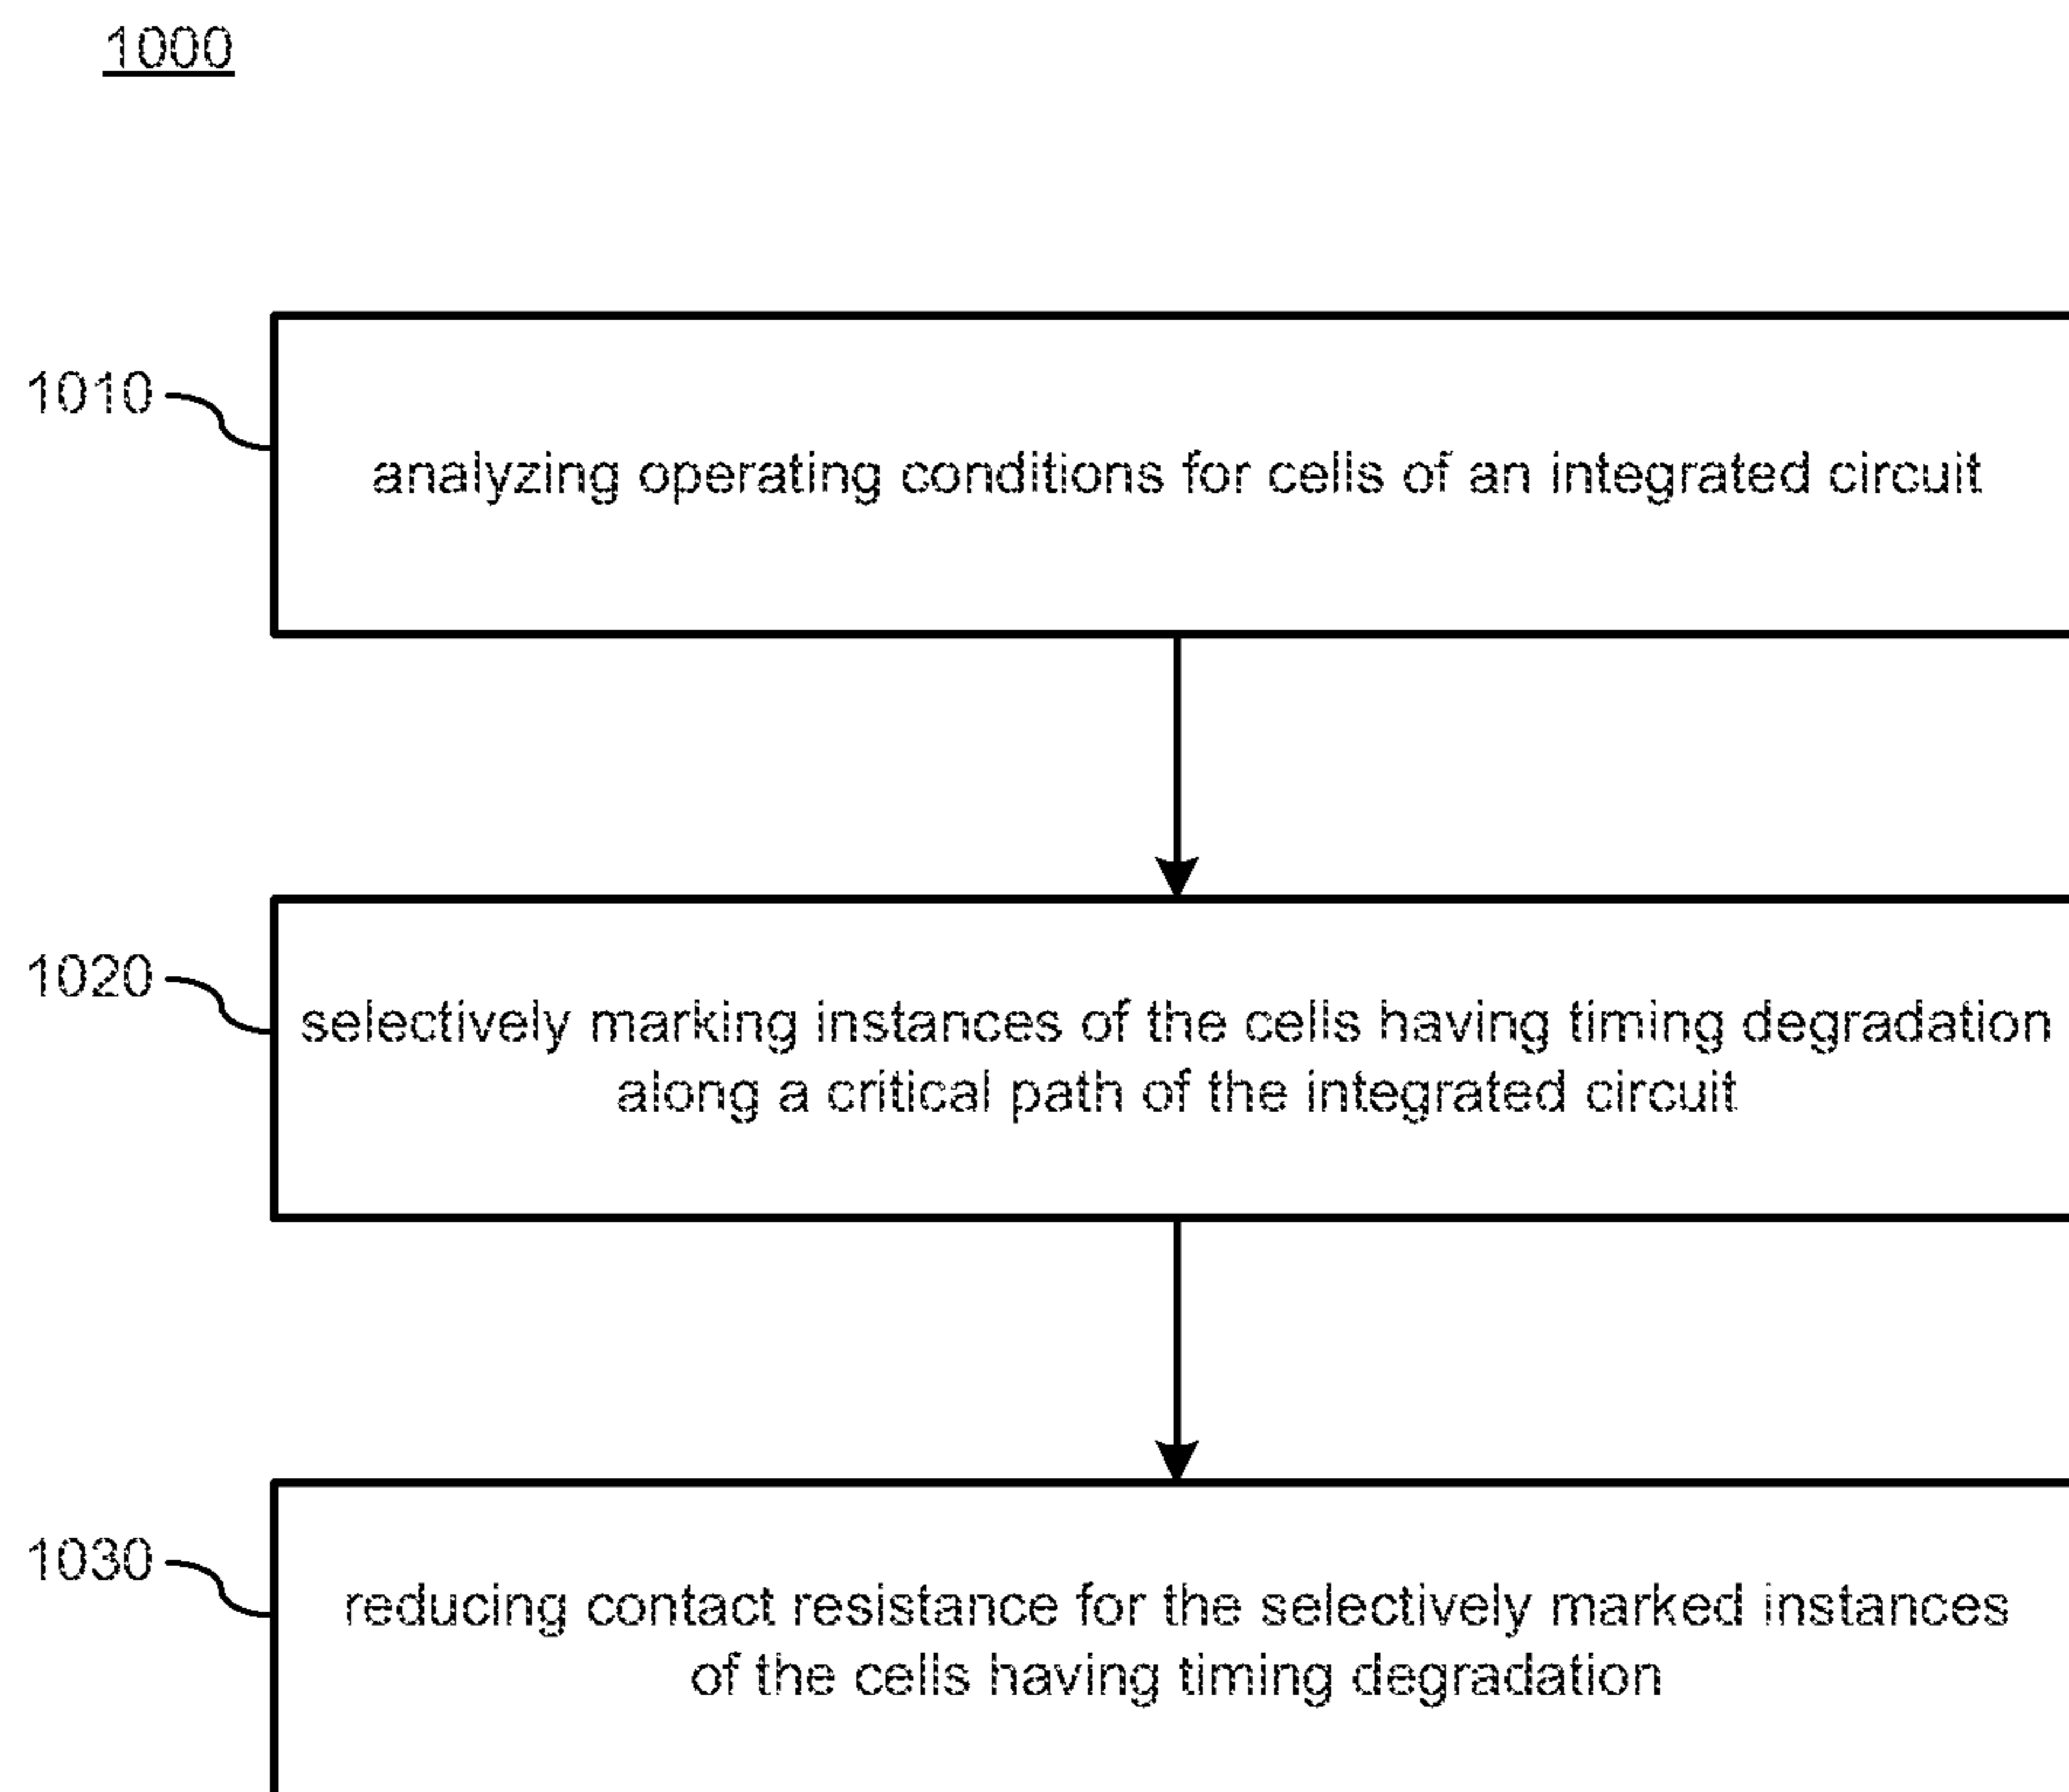 1000
1010
analyzing operating conditions for cells of an integrated circuit
1020
selectively marking instances of the cells having timing degradation
along a critical path of the integrated circuit
1030
reducing contact resistance for the selectively marked instances
of the cells having timing degradation